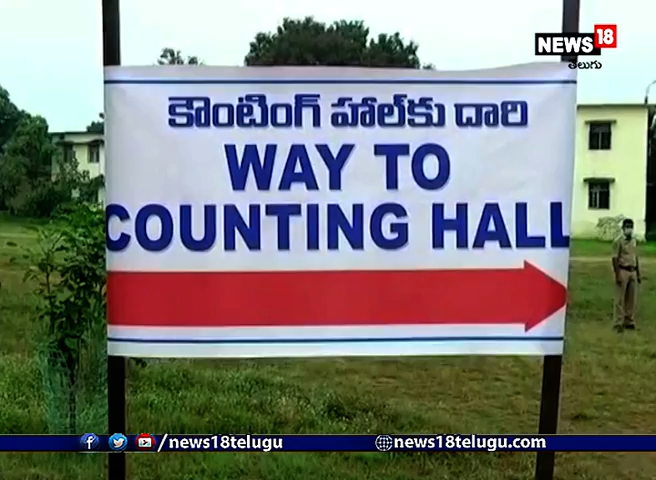 NEWS18
తెలుగు
కౌంటింగ్ హాల్‌కు దారి
WAY TO
COUNTING HALL
/news18telugu
news18telugu.com